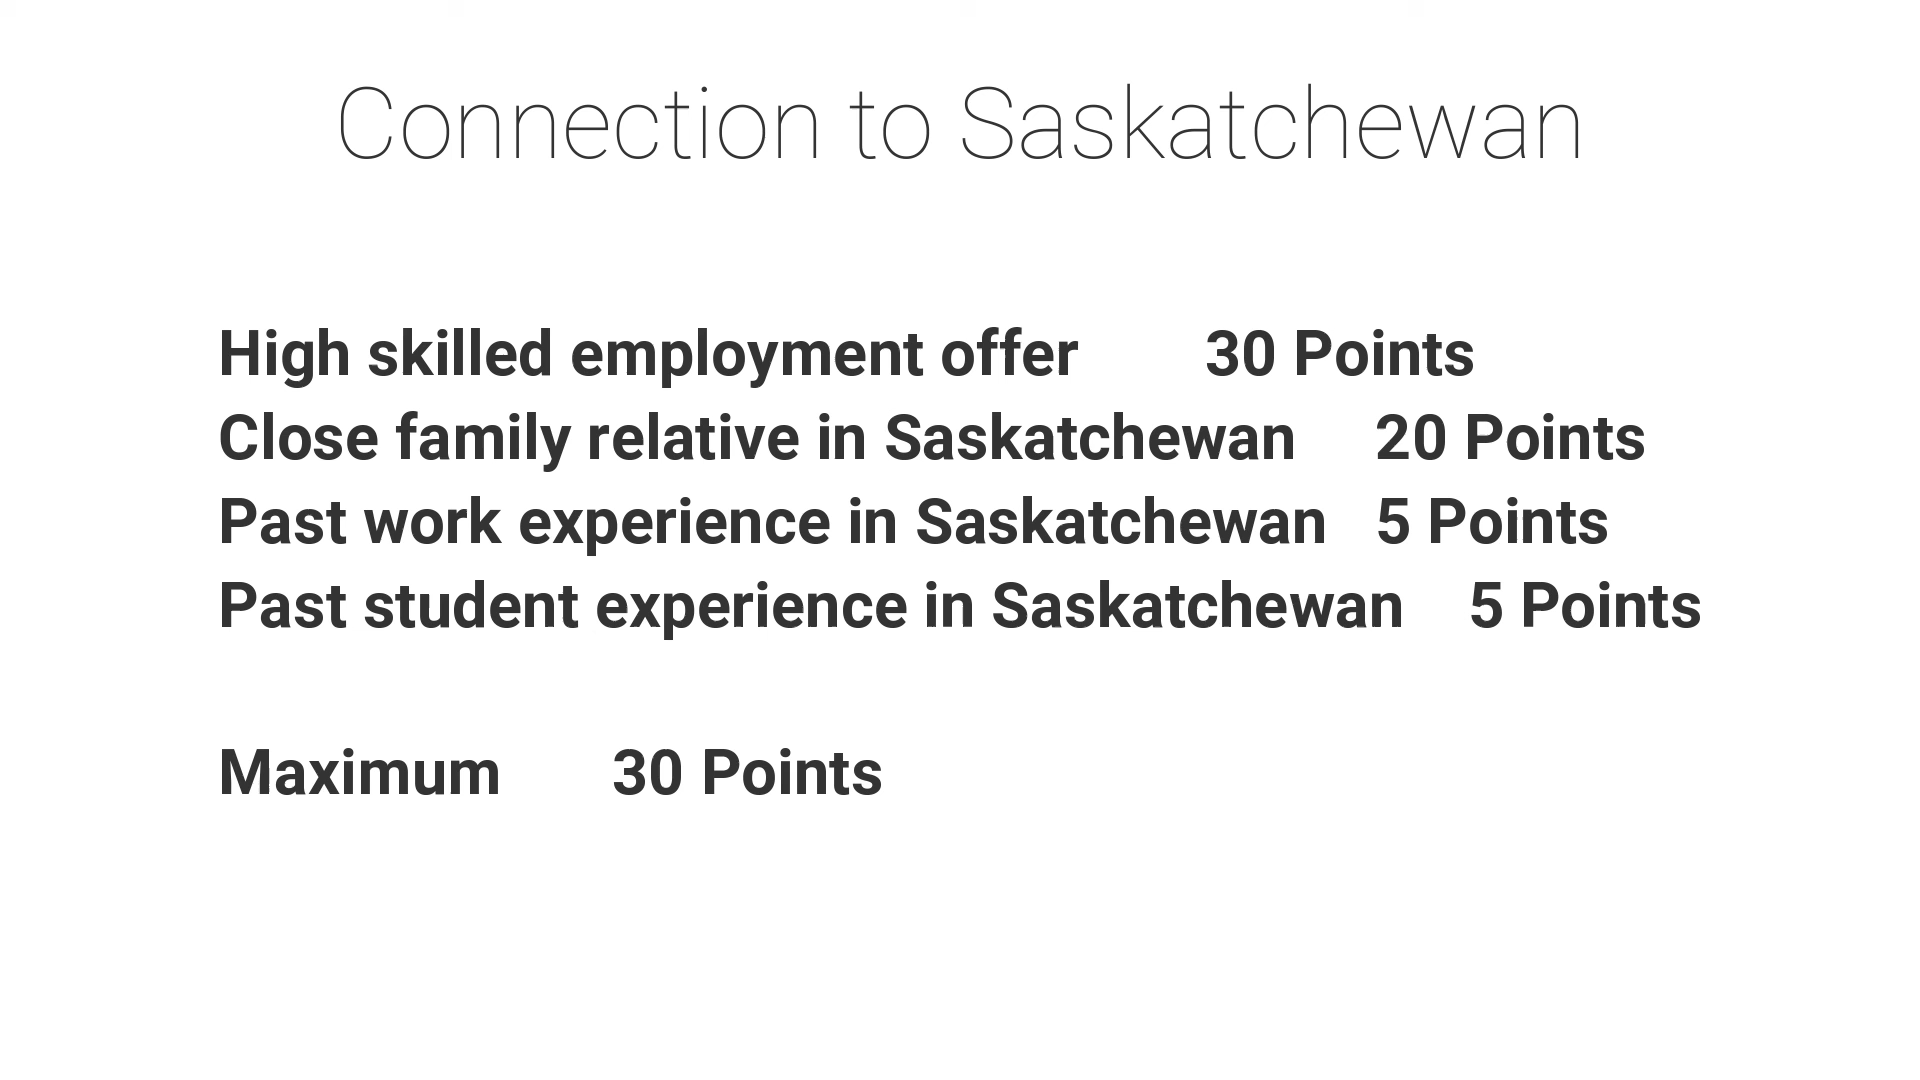 Connection to Saskatchewan
High skilled employment offer 30 Points
Close family relative in Saskatchewan 20 Points
Past work experience in Saskatchewan 5 Points
Past student experience in Saskatchewan 5 Points
Maximum 30 Points